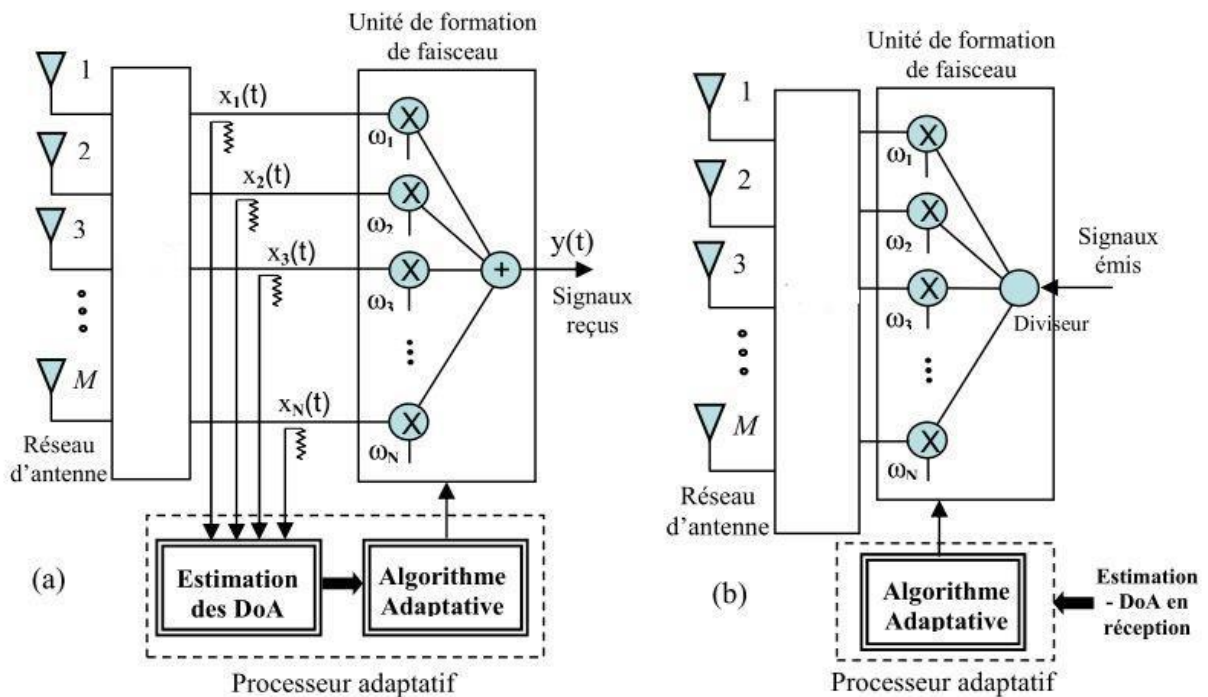 Unité de formation
de faisceau
1
2
3
M
x1(t)
x2(t)
x3(t)
xN(t)
X
X
X
X
ω1
ω2
ω3
ωN
+
y(t)
Signaux
reçus
Réseau
d'antenne
(a)
Estimation
des DoA
Algorithme
Adaptative
Processeur adaptatif
Unité de formation
de faisceau
1
2
3
M
X
X
X
X
ω1
ω2
ω3
ωN
Signaux
émis
Diviseur
Réseau
d'antenne
(b)
Algorithme
Adaptative
Estimation
- DoA en
réception
Processeur adaptatif